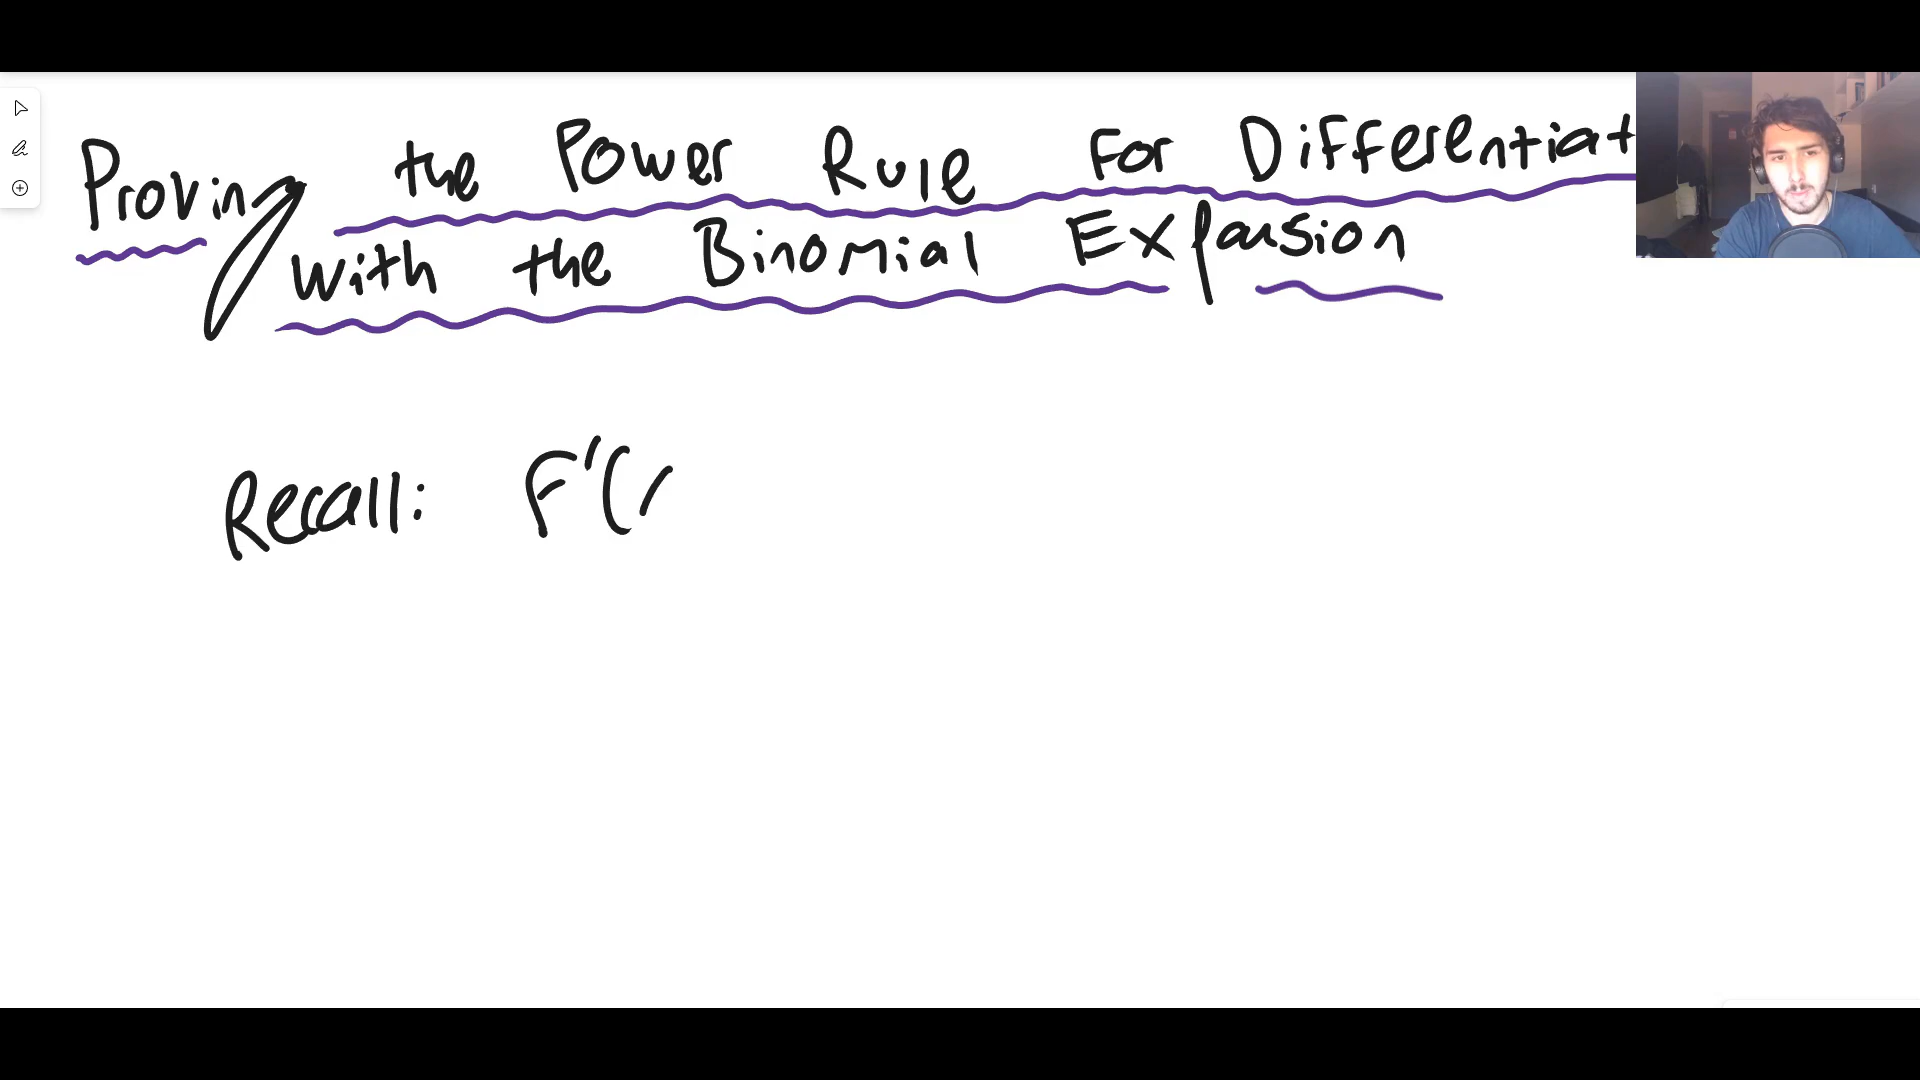 Proving the Power Rule For Differentiat
with the Binomial Expansion
Recall: F'(